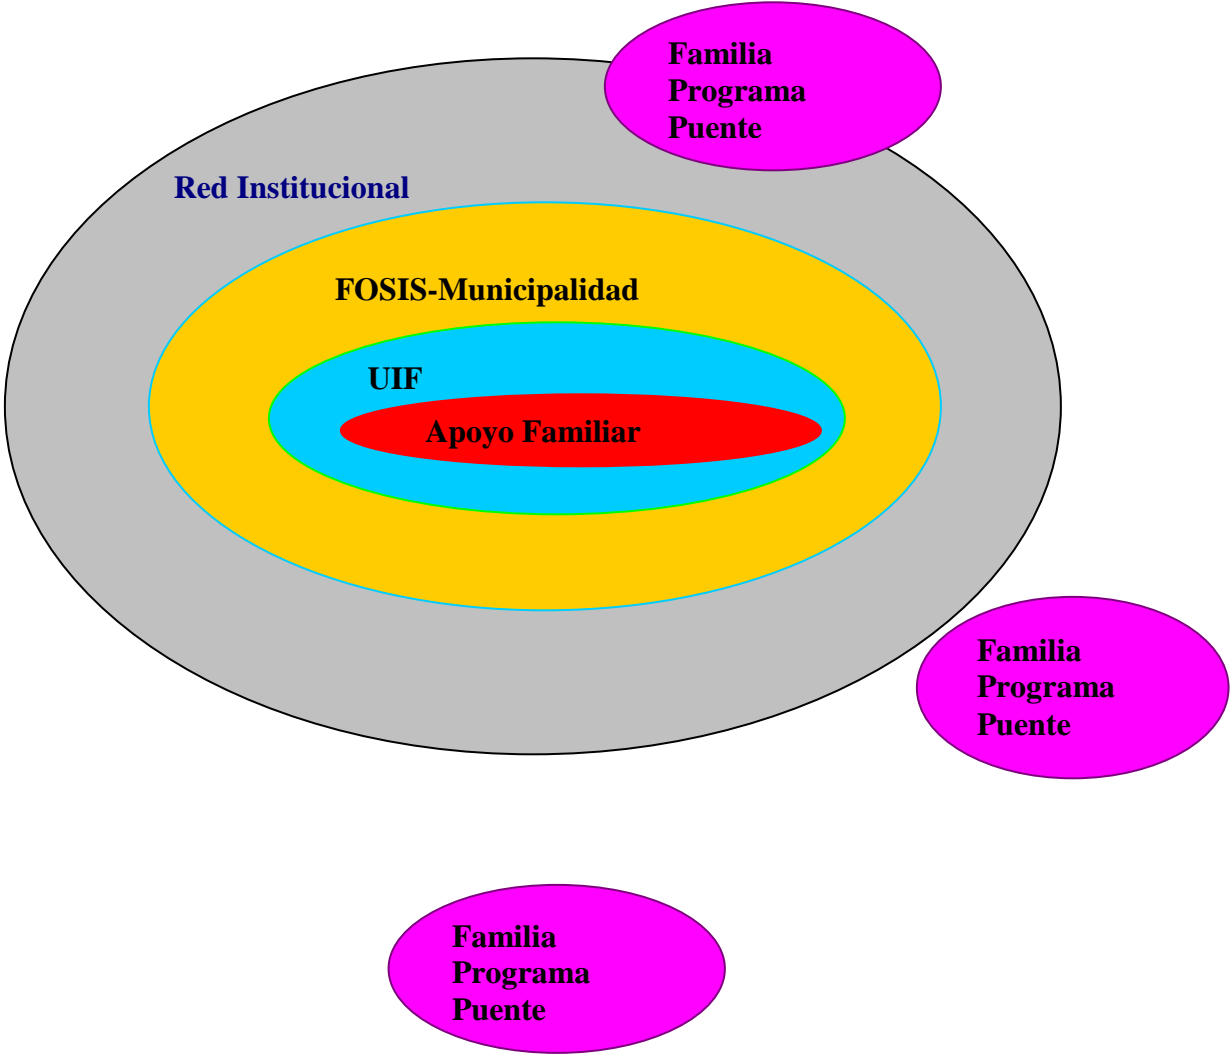 Familia
Programa
Puente
Red Institucional
FOSIS-Municipalidad
UIF
Apoyo Familiar
Familia
Programa
Puente
Familia
Programa
Puente